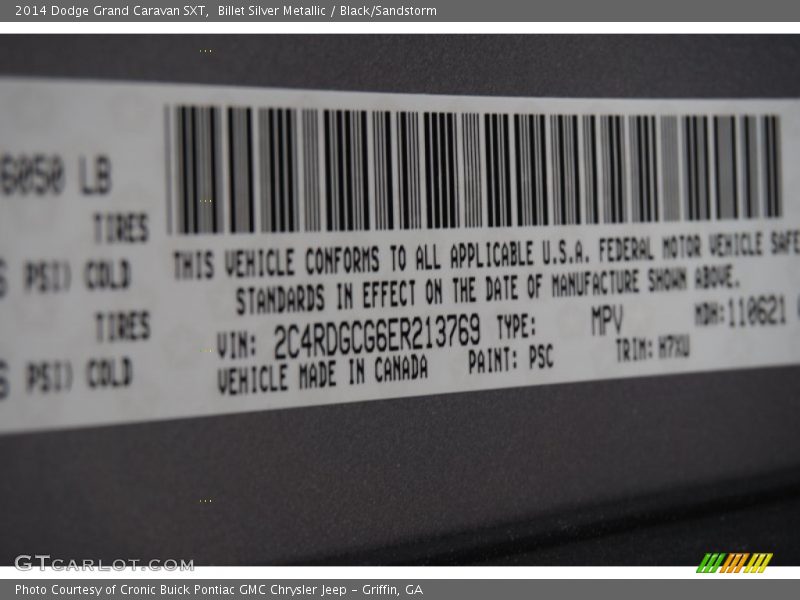 2014 Dodge Grand Caravan SXT,  Billet Silver Metallic / Black/Sandstorm
6050 LB
TIRES
PSI) COLD
TIRES
PSI) COLD
THIS VEHICLE CONFORMS TO ALL APPLICABLE U.S.A. FEDERAL MOTOR VEHICLE SAFE
STANDARDS IN EFFECT ON THE DATE OF MANUFACTURE SHOWN ABOVE.
VIN: 2C4RDGCG6ER213769 TYPE: MPV MDH:110621
VEHICLE MADE IN CANADA PAINT: PSC TRIM: H7XU
GTCARLOT.COM
Photo Courtesy of Cronic Buick Pontiac GMC Chrysler Jeep - Griffin, GA